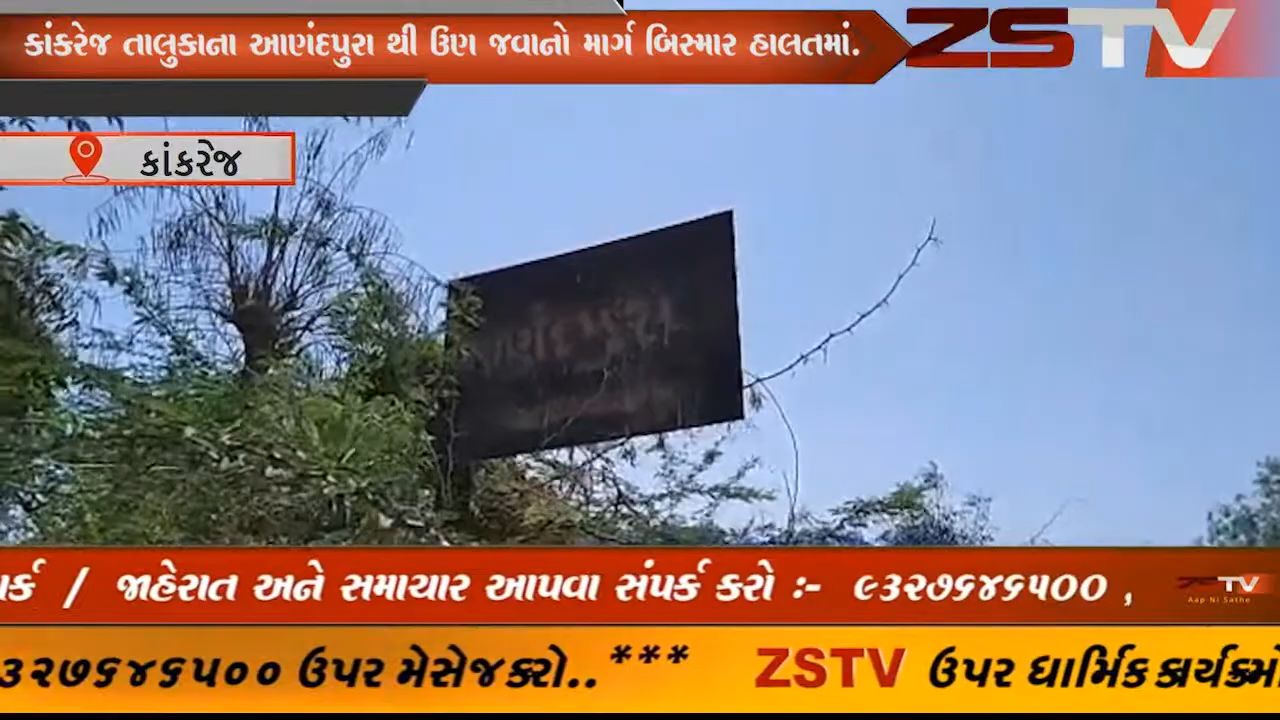 કાંકરેજ તાલુકાના આણંદપુરા થી ઉણ જવાનો માર્ગ બિસ્માર હાલતમાં.
ZSTV
કાંકરેજ
ર્ક / જાહેરાત અને સમાચાર આપવા સંપર્ક કરો :- ૯૩૨૭૬૪૬૫૦૦ ,
ZSTV
Aap Ni Sathe
૩૨૭૬૪૬૫૦૦ ઉપર મેસેજ કરો.. *** ZSTV ઉપર ધાર્મિક કાર્યક્રમો